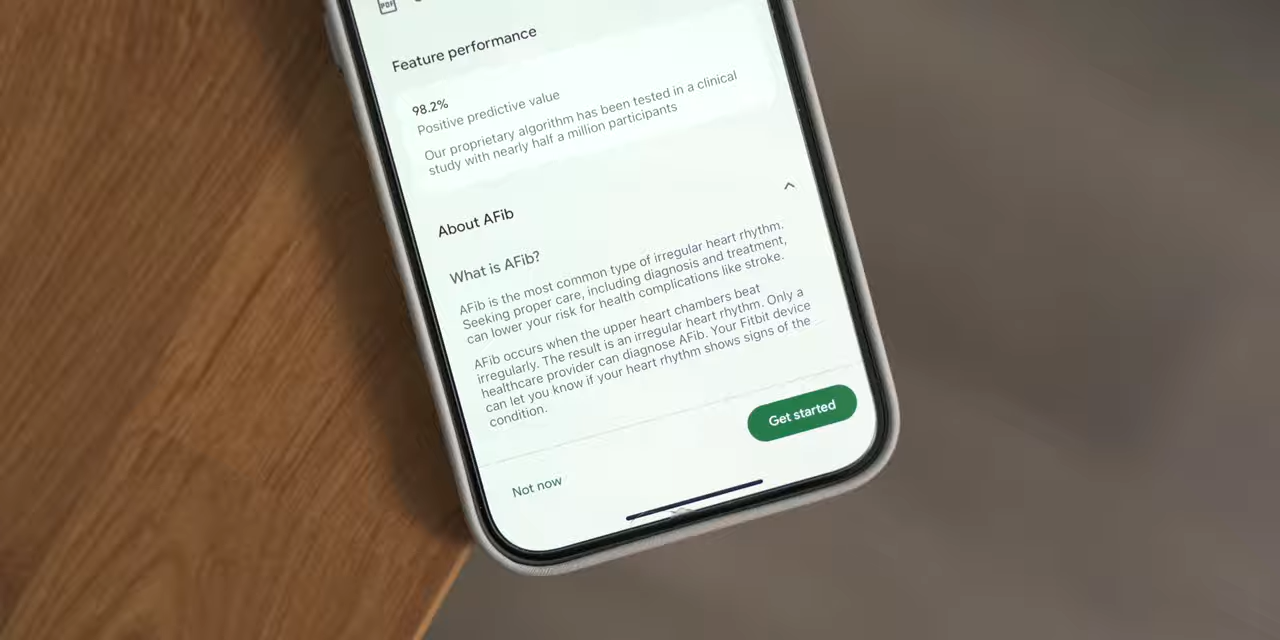 PDF
Feature performance
98.2%
Positive predictive value
Our proprietary algorithm has been tested in a clinical
study with nearly half a million participants
About AFib
What is AFib?
AFib is the most common type of irregular heart rhythm.
Seeking proper care, including diagnosis and treatment,
can lower your risk for health complications like stroke.
AFib occurs when the upper heart chambers beat
irregularly. The result is an irregular heart rhythm. Only a
healthcare provider can diagnose AFib. Your Fitbit device
can let you know if your heart rhythm shows signs of the
condition.
Get started
Not now